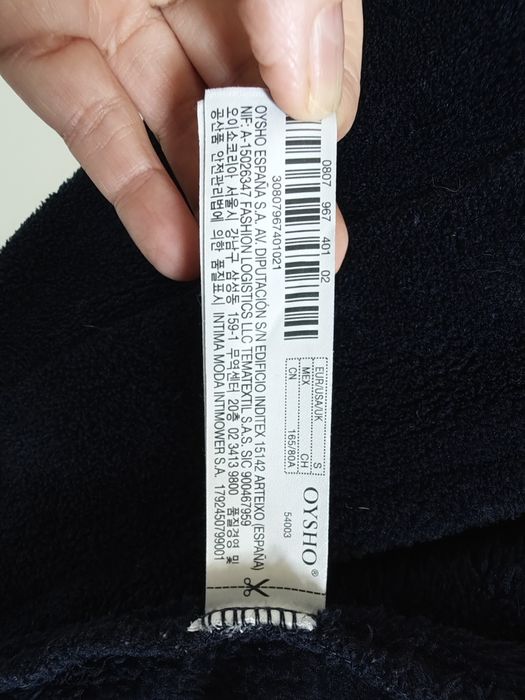 OYSHO®
54003
EUR/USA/UK S
MEX CH
CN 165/80A
0807 967 401 02
30807967401021
OYSHO ESPAÑA S.A. AV. DIPUTACIÓN S/N EDIFICIO INDITEX 15142 ARTEIXO (ESPAÑA)
NIF: A-15026347 FASHION LOGISTICS LLC TEMATEXTIL S.A.S. SIC 900467959
오이쇼코리아 서울시 강남구 삼성동 159-1 무역센터 20층 02 3413 9800 품질경영 및
공산품 안전관리법에 의한 품질표시 INTIMA MODA INTIMOWER S.A. 1792450799001